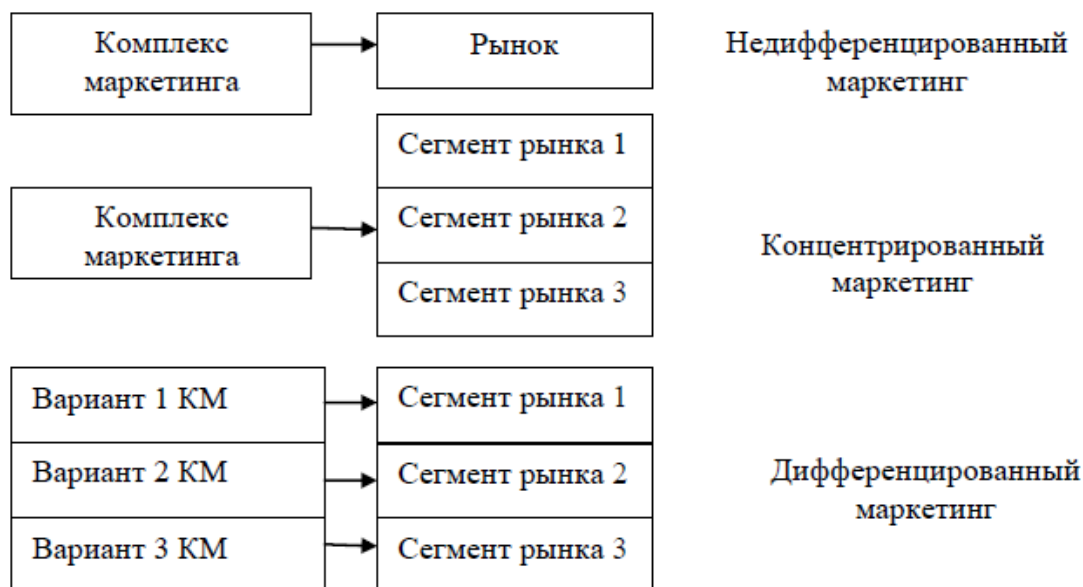 Комплекс
маркетинга
Рынок
Недифференцированный
маркетинг
Сегмент рынка 1
Комплекс
маркетинга
Сегмент рынка 2
Сегмент рынка 3
Концентрированный
маркетинг
Вариант 1 КМ
Сегмент рынка 1
Вариант 2 КМ
Сегмент рынка 2
Вариант 3 КМ
Сегмент рынка 3
Дифференцированный
маркетинг